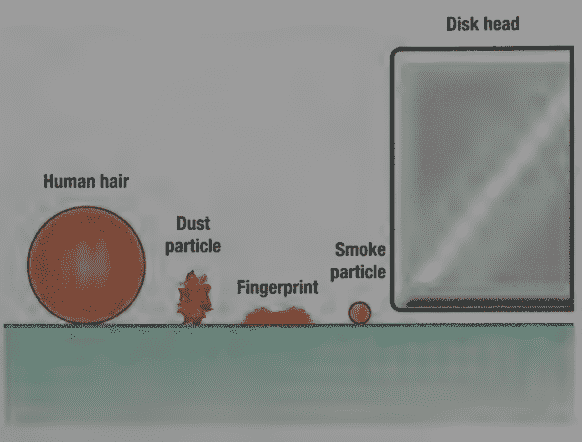 Disk head
Human hair
Dust
particle
Smoke
particle
Fingerprint